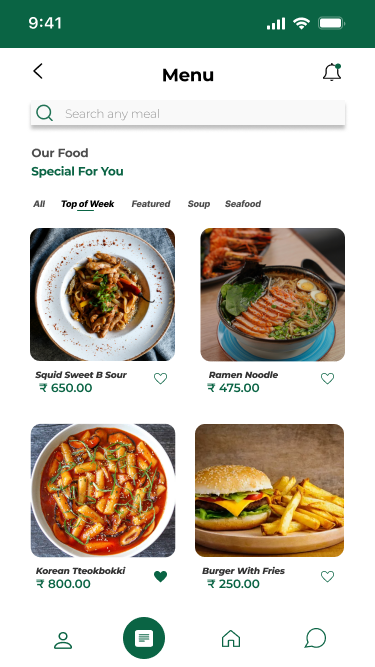 9:41
Menu
Search any meal
Our Food
Special For You
All Top of Week Featured Soup Seafood
Squid Sweet B Sour
₹ 650.00
Ramen Noodle
₹ 475.00
Korean Tteokbokki
₹ 800.00
Burger With Fries
₹ 250.00